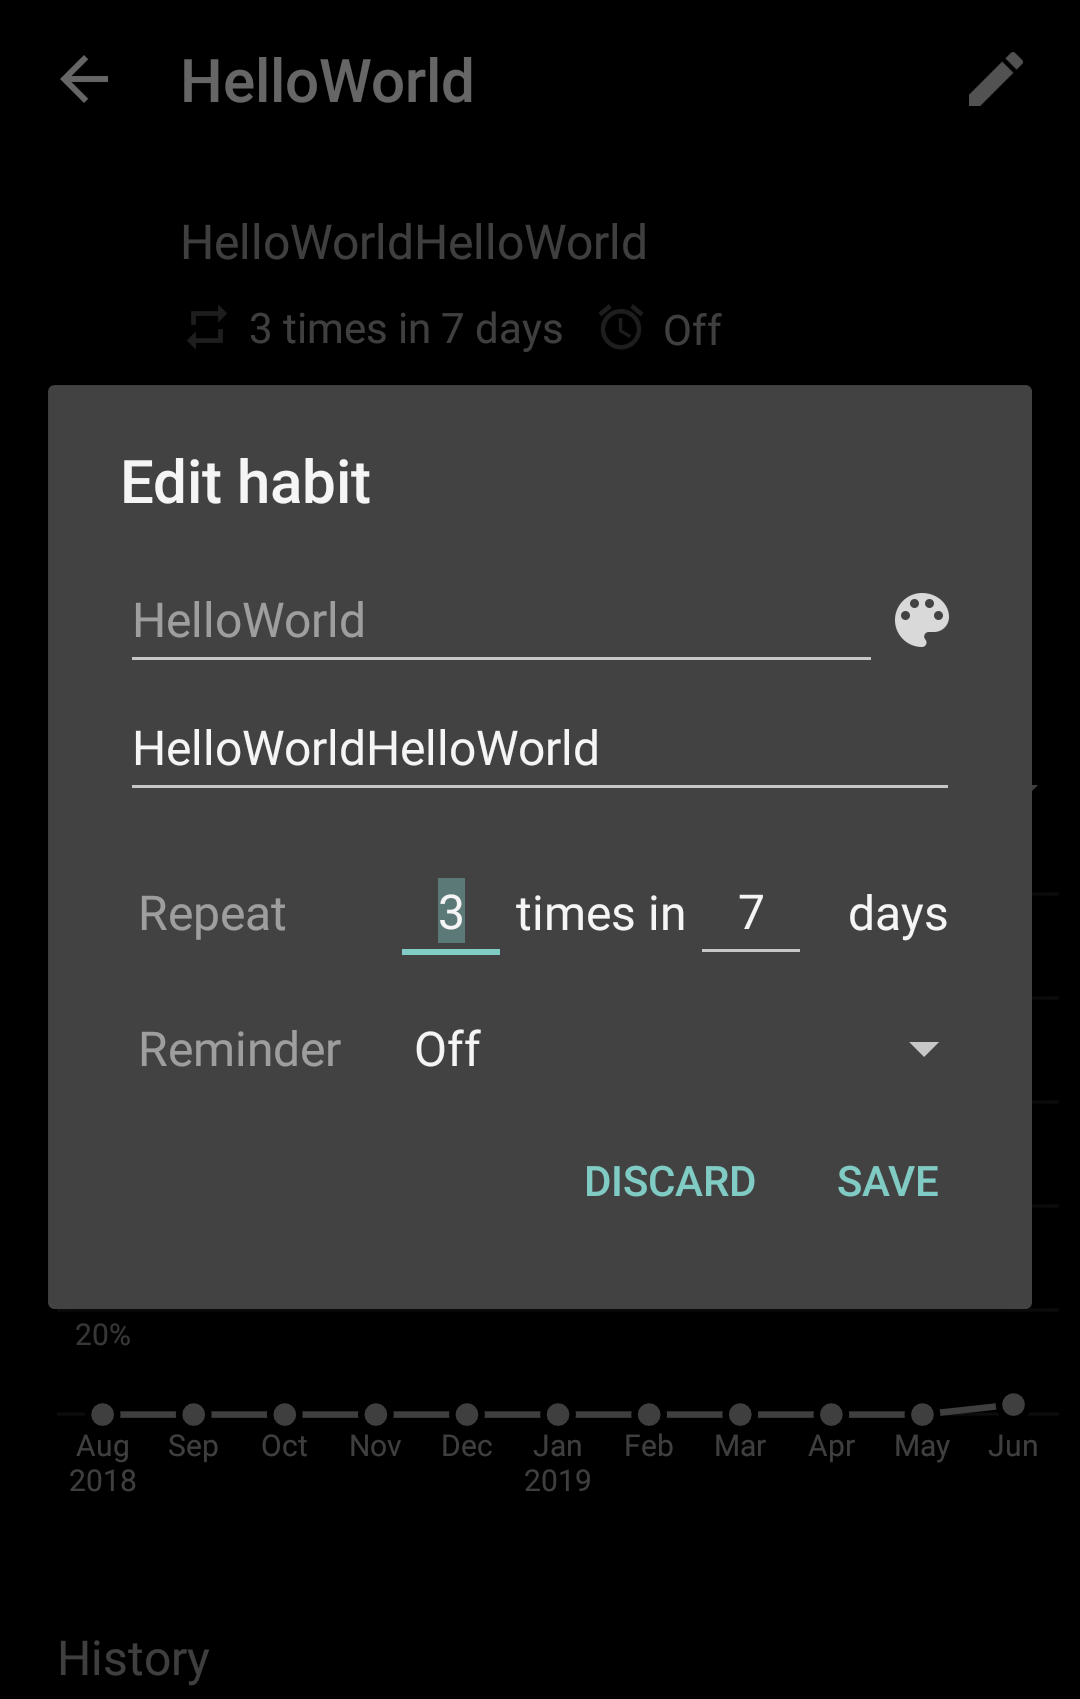 HelloWorld
HelloWorldHelloWorld
3 times in 7 days Off
Edit habit
HelloWorld
HelloWorldHelloWorld
Repeat 3 times in 7 days
Reminder Off
DISCARD SAVE
20%
Aug Sep Oct Nov Dec Jan Feb Mar Apr May Jun
2018 2019
History